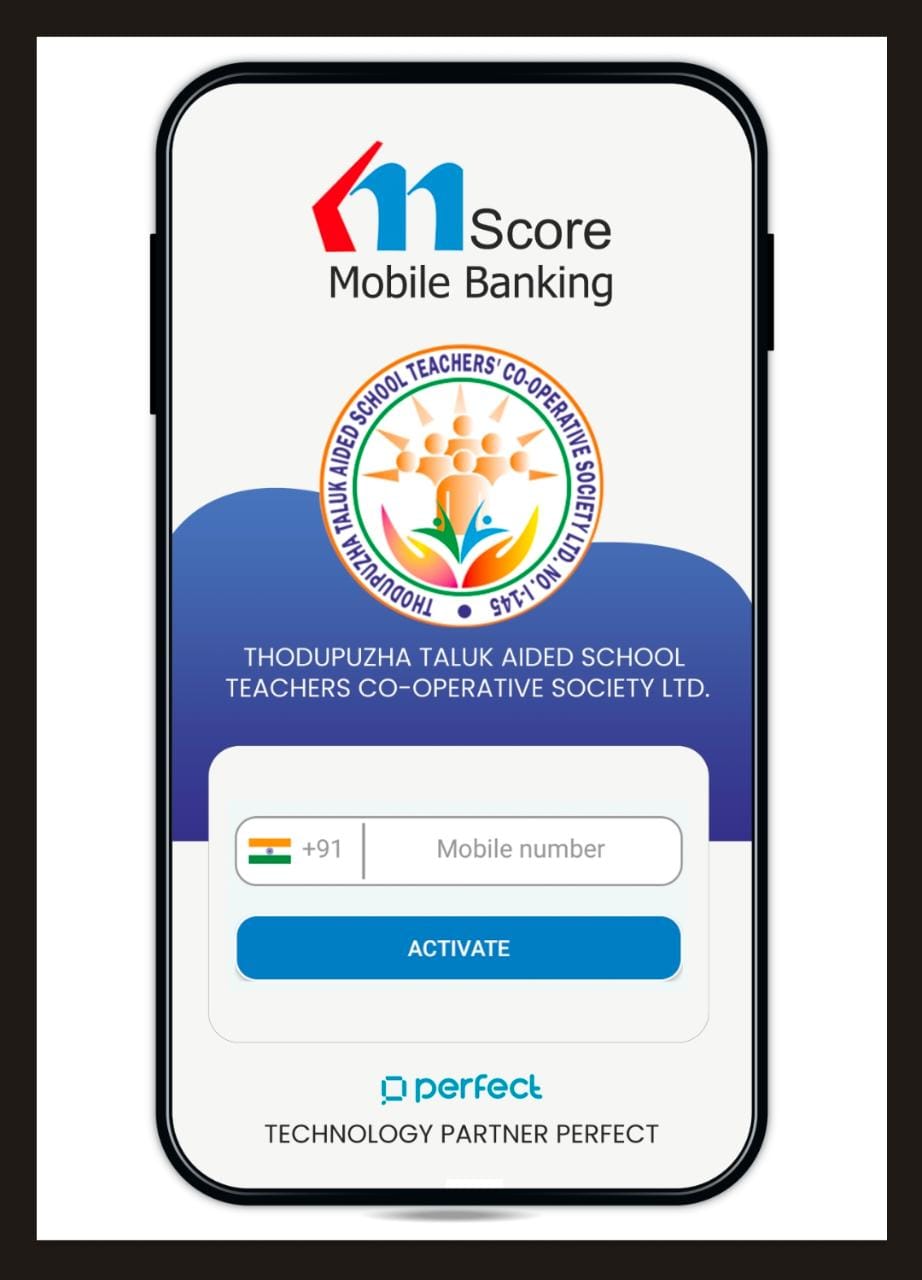 m Score
Mobile Banking
THODUPUZHA TALUK AIDED SCHOOL TEACHERS' CO-OPERATIVE SOCIETY LTD. NO. I-145
THODUPUZHA TALUK AIDED SCHOOL
TEACHERS CO-OPERATIVE SOCIETY LTD.
+91 Mobile number
ACTIVATE
perfect
TECHNOLOGY PARTNER PERFECT